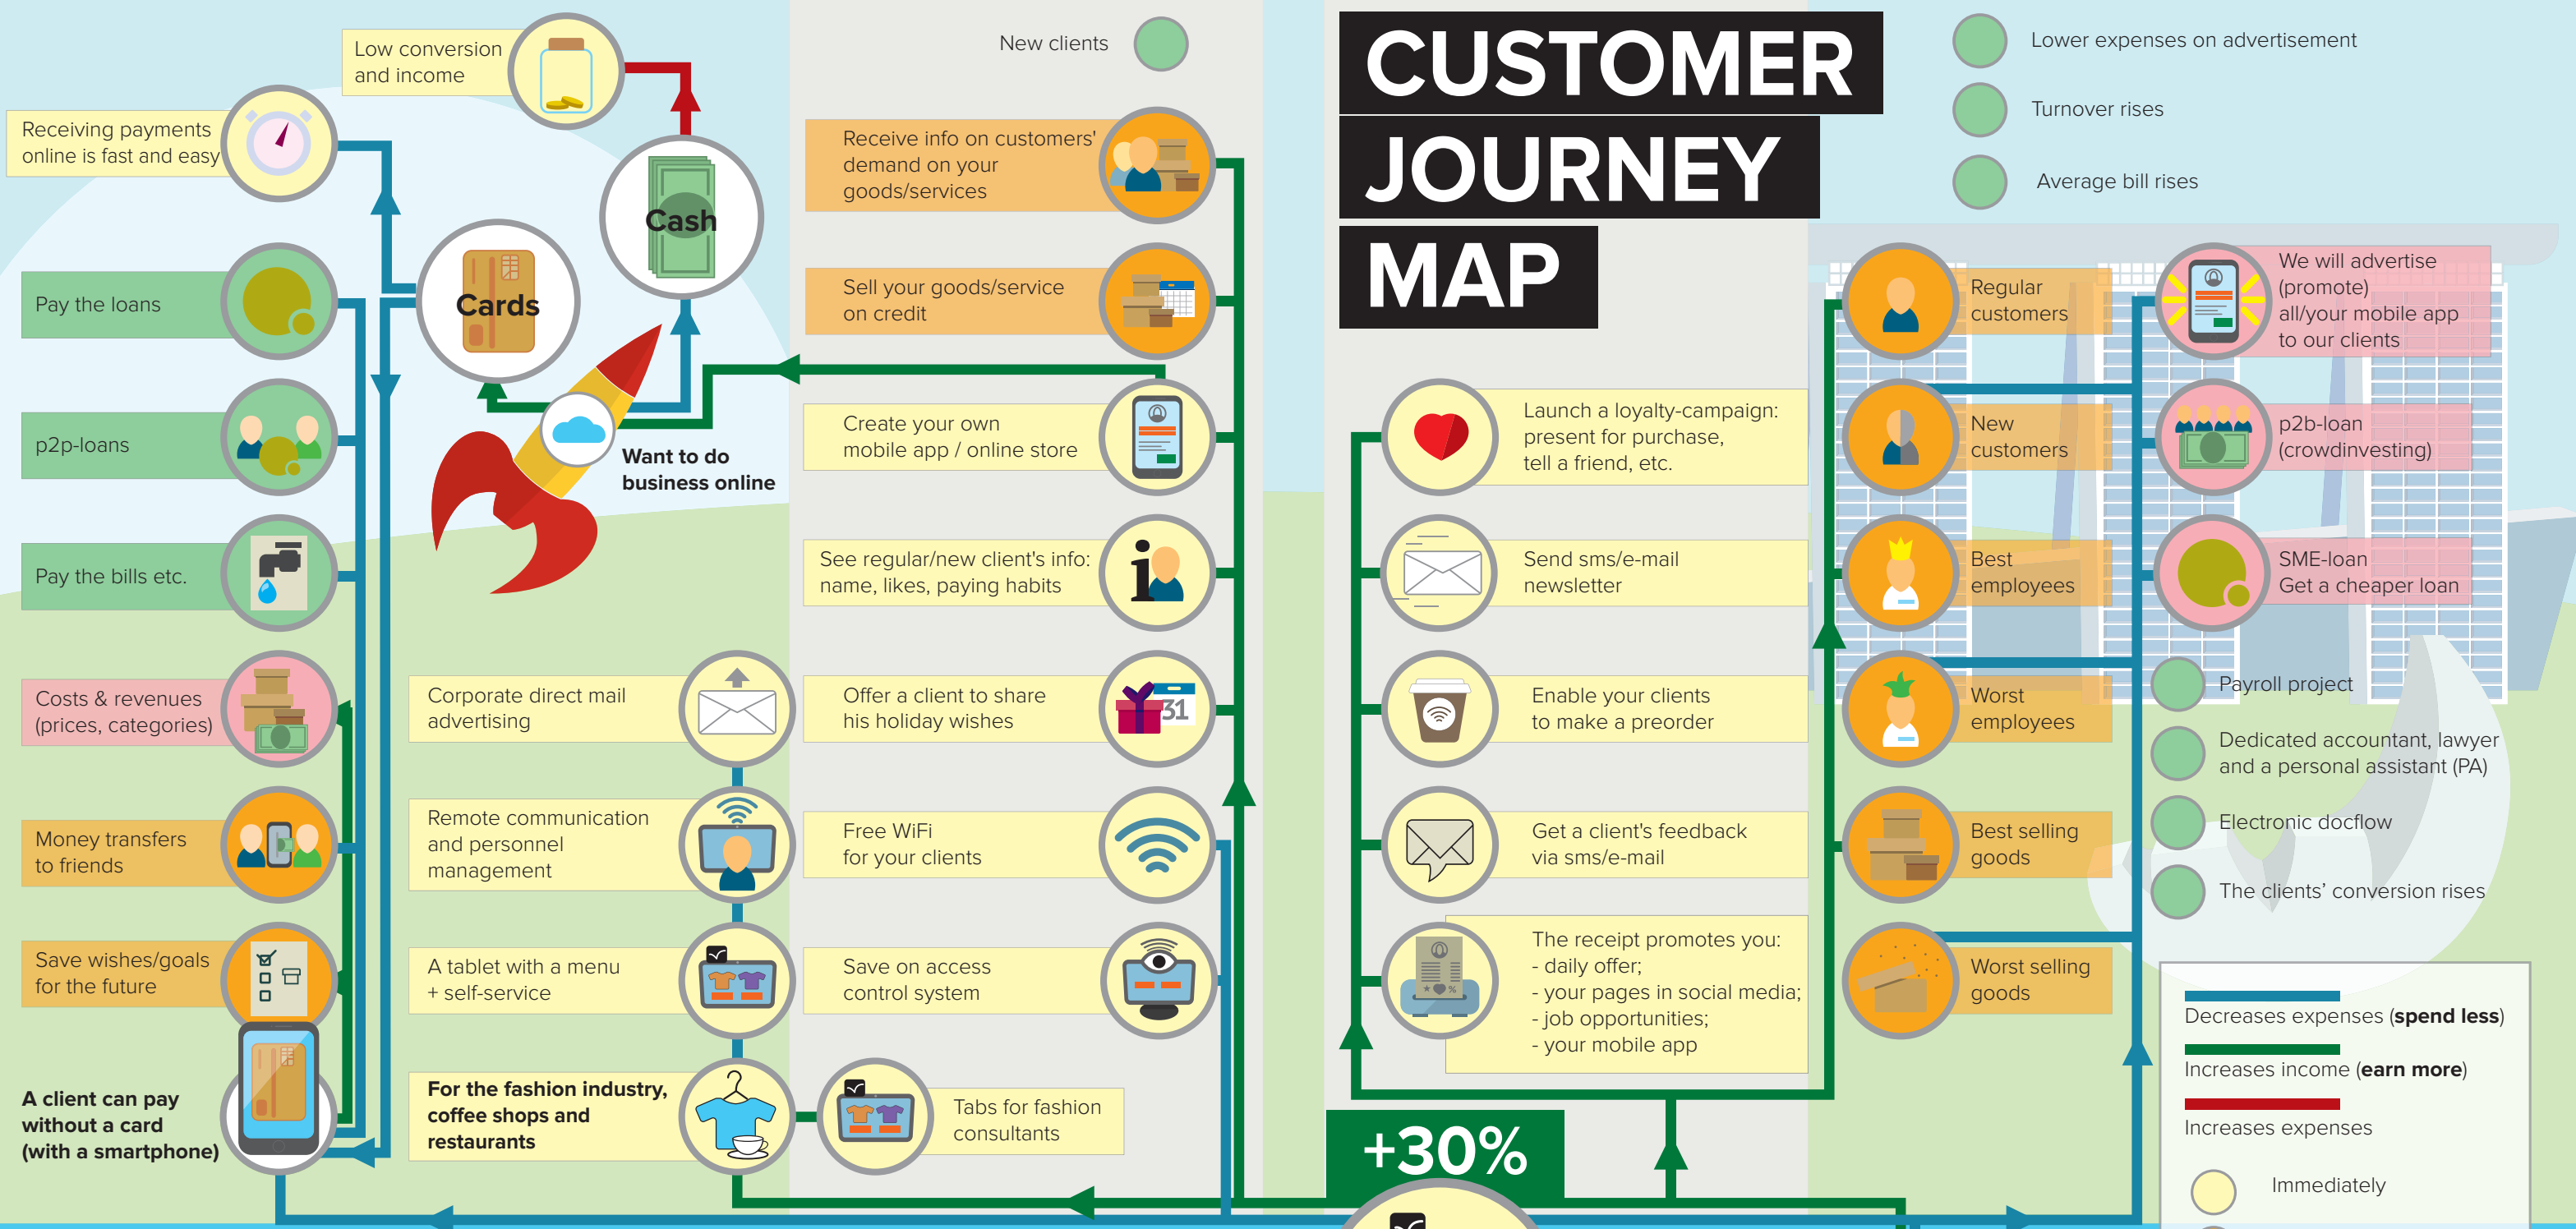 Low conversion
and income
Receiving payments
online is fast and easy
Cash
Cards
Pay the loans
p2p-loans
Pay the bills etc.
Want to do
business online
Costs & revenues
(prices, categories)
Money transfers
to friends
Save wishes/goals
for the future
A client can pay
without a card
(with a smartphone)
Corporate direct mail
advertising
Remote communication
and personnel
management
A tablet with a menu
+ self-service
For the fashion industry,
coffee shops and
restaurants
Tabs for fashion
consultants
New clients
Receive info on customers'
demand on your
goods/services
Sell your goods/service
on credit
Create your own
mobile app / online store
See regular/new client's info:
name, likes, paying habits
i
Offer a client to share
his holiday wishes
31
Free WiFi
for your clients
Save on access
control system
CUSTOMER
JOURNEY
MAP
Launch a loyalty-campaign:
present for purchase,
tell a friend, etc.
Send sms/e-mail
newsletter
Enable your clients
to make a preorder
Get a client's feedback
via sms/e-mail
The receipt promotes you:
- daily offer;
- your pages in social media;
- job opportunities;
- your mobile app
%
+30%
Lower expenses on advertisement
Turnover rises
Average bill rises
Regular
customers
New
customers
Best
employees
Worst
employees
Best selling
goods
Worst selling
goods
We will advertise
(promote)
all/your mobile app
to our clients
p2b-loan
(crowdinvesting)
SME-loan
Get a cheaper loan
Payroll project
Dedicated accountant, lawyer
and a personal assistant (PA)
Electronic docflow
The clients’ conversion rises
Decreases expenses (spend less)
Increases income (earn more)
Increases expenses
Immediately